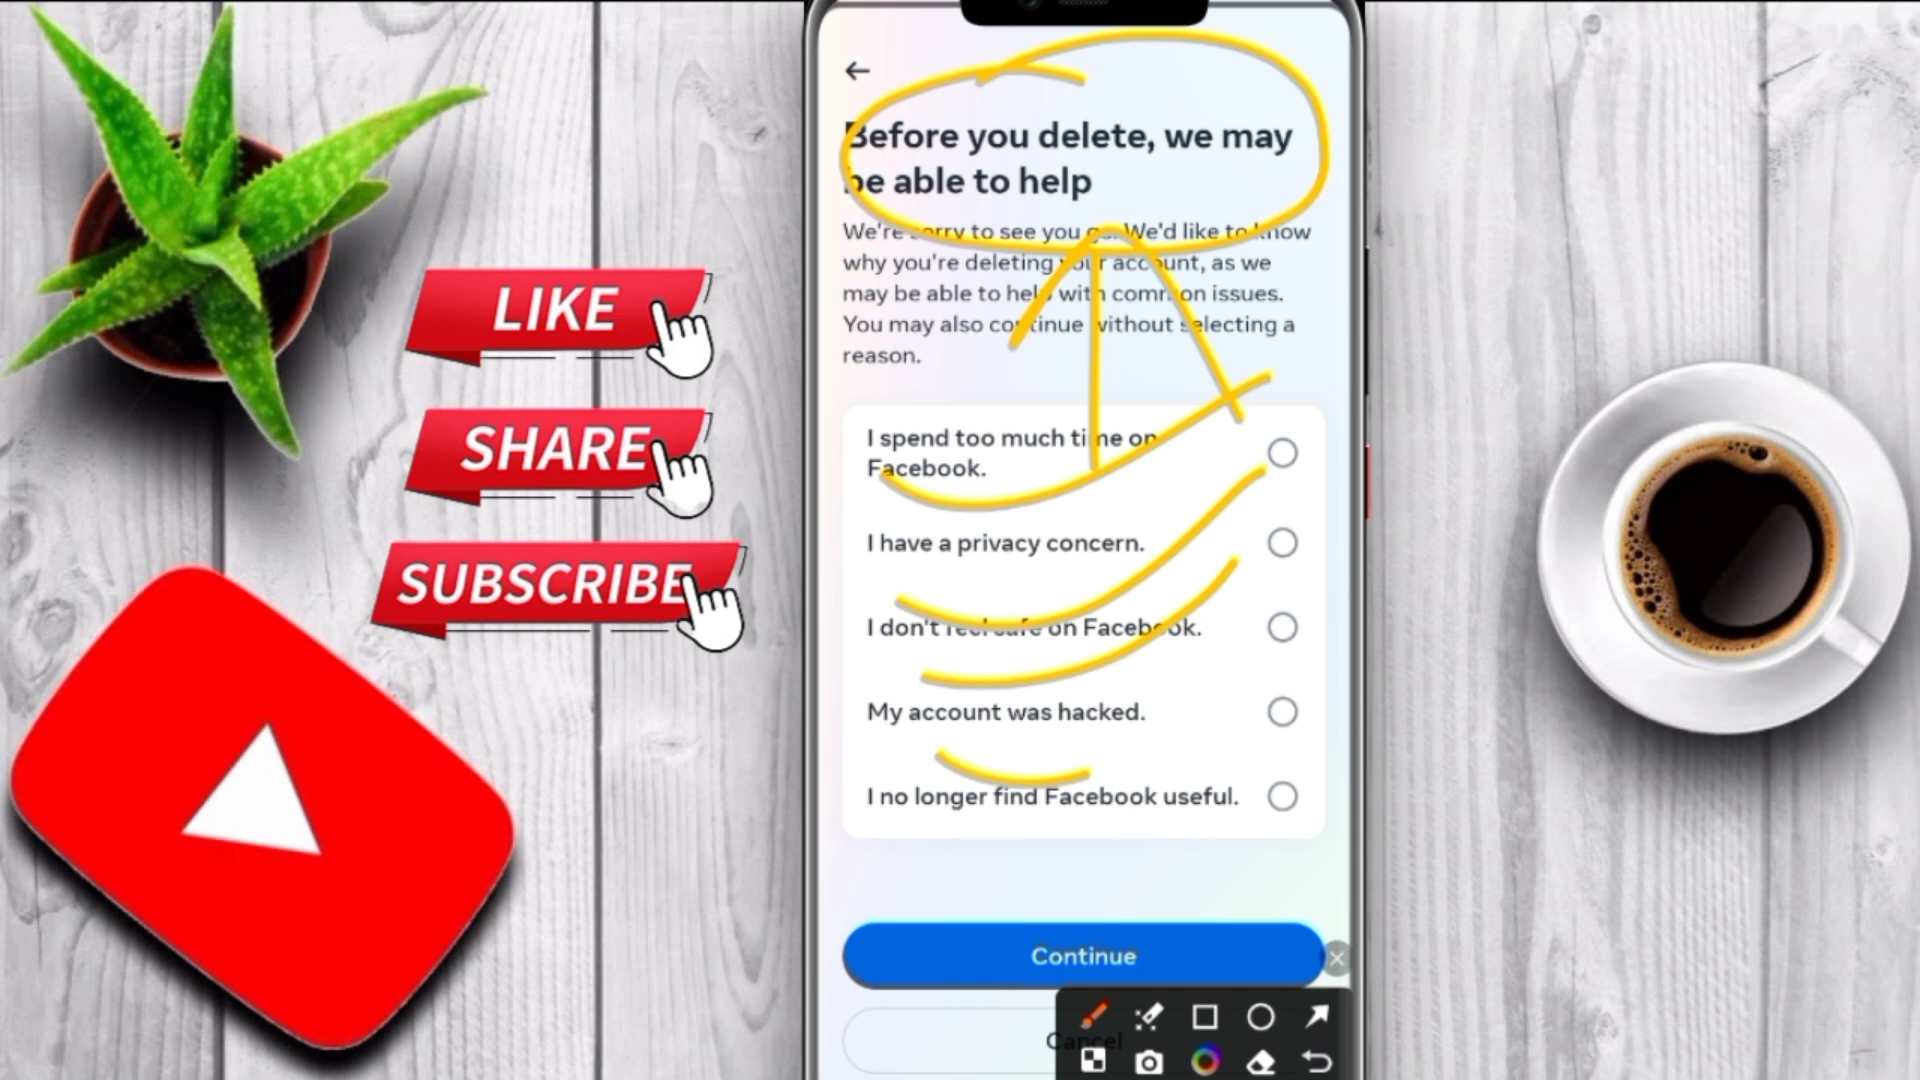 LIKE
SHARE
SUBSCRIBE
Before you delete, we may
be able to help
We're sorry to see you go. We'd like to know
why you're deleting your account, as we
may be able to help with common issues.
You may also continue without selecting a
reason.
I spend too much time on
Facebook.
I have a privacy concern.
I don't feel safe on Facebook.
My account was hacked.
I no longer find Facebook useful.
Continue
Cancel